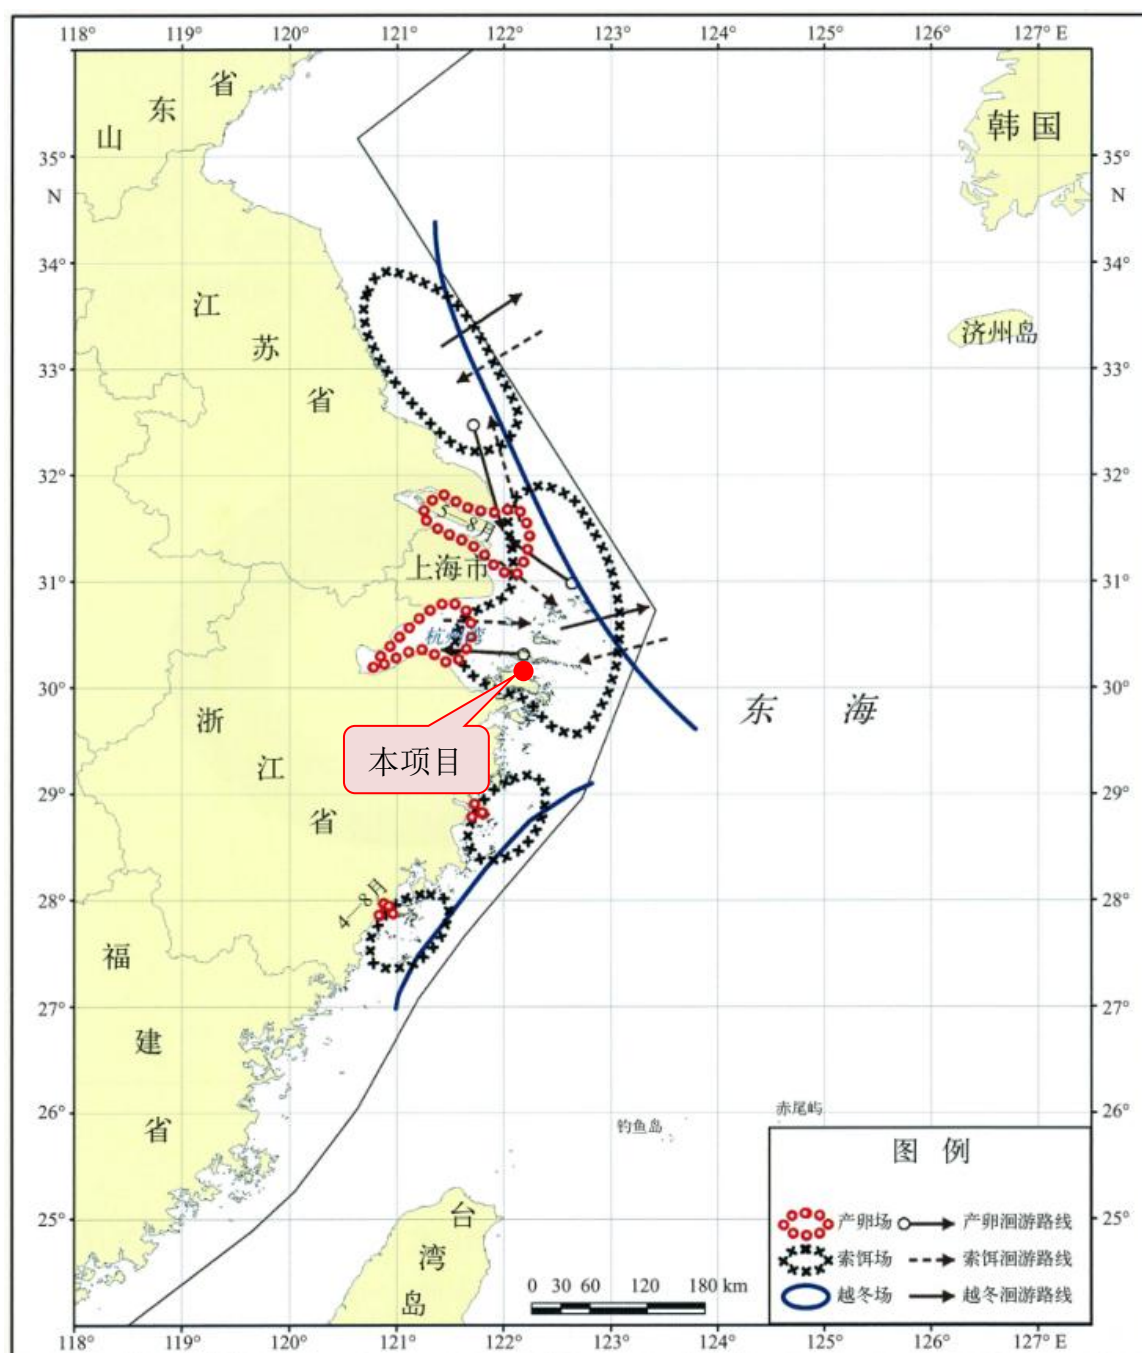 118° 119° 120° 121° 122° 123° 124° 125° 126° 127° E
山东省
韩国
35° 35°
N N
34° 34°
江苏省
济州岛
33° 33°
32° 32°
5—8月
上海市
31° 31°
杭州湾
30° 30°
东海
浙江省
本项目
29° 29°
28° 28°
4—8月
福建省
27° 27°
26° 26°
钓鱼岛
赤尾屿
25° 25°
台湾岛
图例
产卵场 产卵洄游路线
索饵场 索饵洄游路线
越冬场 越冬洄游路线
0 30 60 120 180 km
118° 119° 120° 121° 122° 123° 124° 125° 126° 127° E